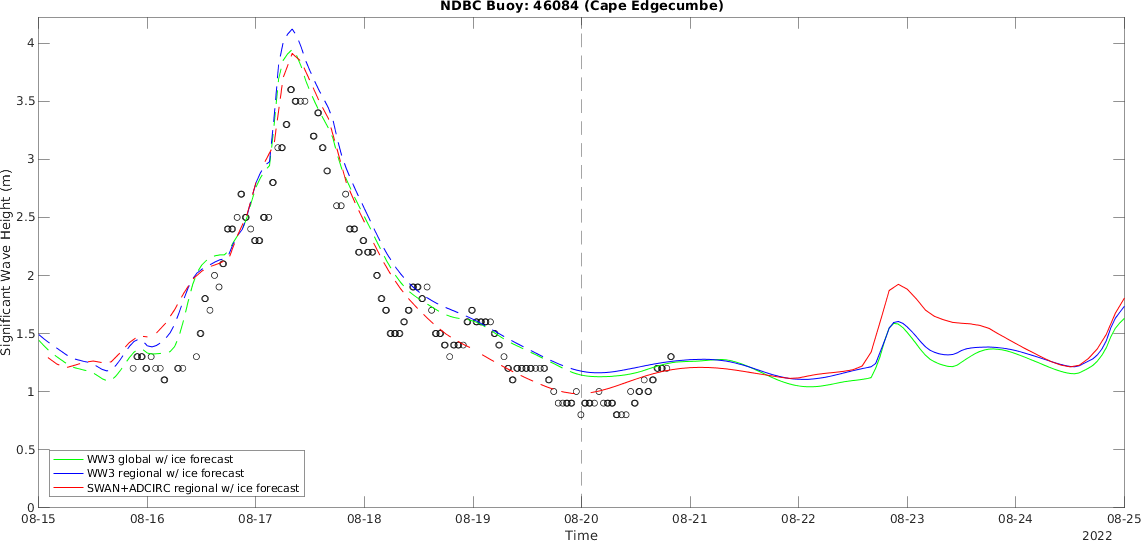 NDBC Buoy: 46084 (Cape Edgecumbe)
Significant Wave Height (m)
4
3.5
3
2.5
2
1.5
1
0.5
0
WW3 global w/ ice forecast
WW3 regional w/ ice forecast
SWAN+ADCIRC regional w/ ice forecast
08-15 08-16 08-17 08-18 08-19 08-20 08-21 08-22 08-23 08-24 08-25
Time
2022